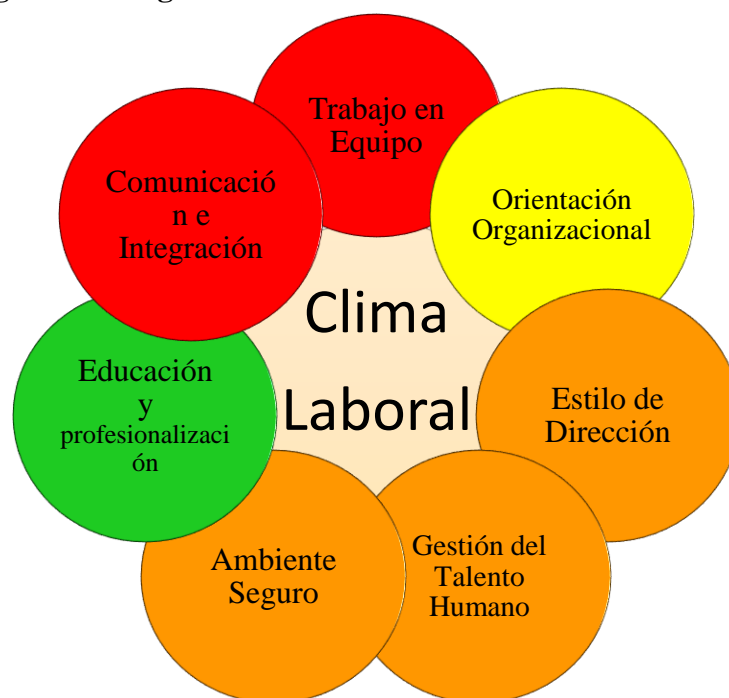 Trabajo en
Equipo
Orientación
Organizacional
Estilo de
Dirección
Gestión del
Talento
Humano
Ambiente
Seguro
Educación
y
profesionalizaci
ón
Comunicació
n e
Integración
Clima
Laboral